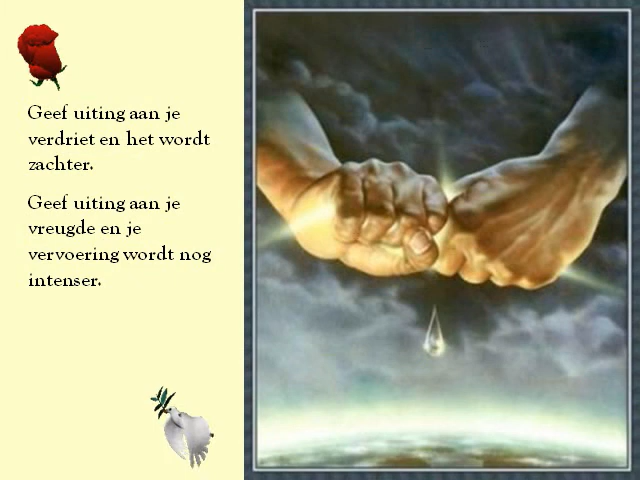 Geef uiting aan je
verdriet en het wordt
zachter.
Geef uiting aan je
vreugde en je
vervoering wordt nog
intenser.